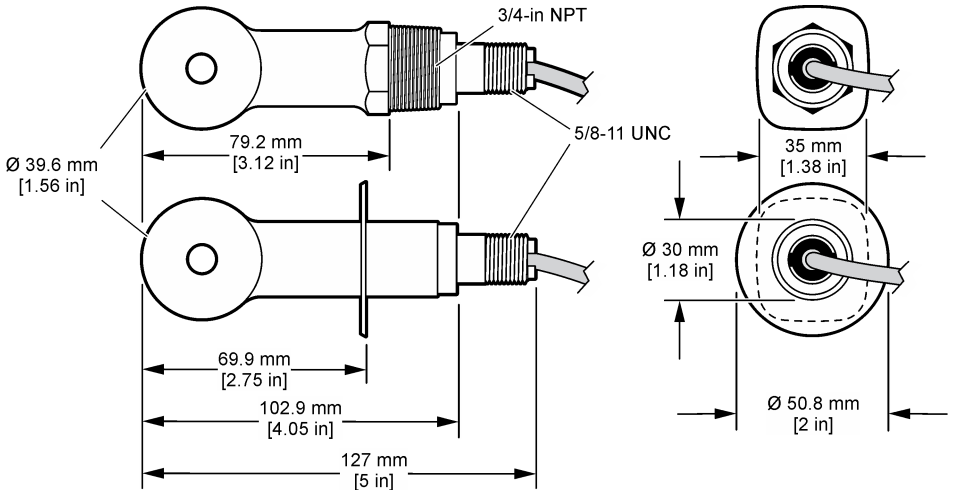 3/4-in NPT
5/8-11 UNC
79.2 mm
[3.12 in]
Ø 39.6 mm
[1.56 in]
35 mm
[1.38 in]
Ø 30 mm
[1.18 in]
69.9 mm
[2.75 in]
102.9 mm
[4.05 in]
Ø 50.8 mm
[2 in]
127 mm
[5 in]